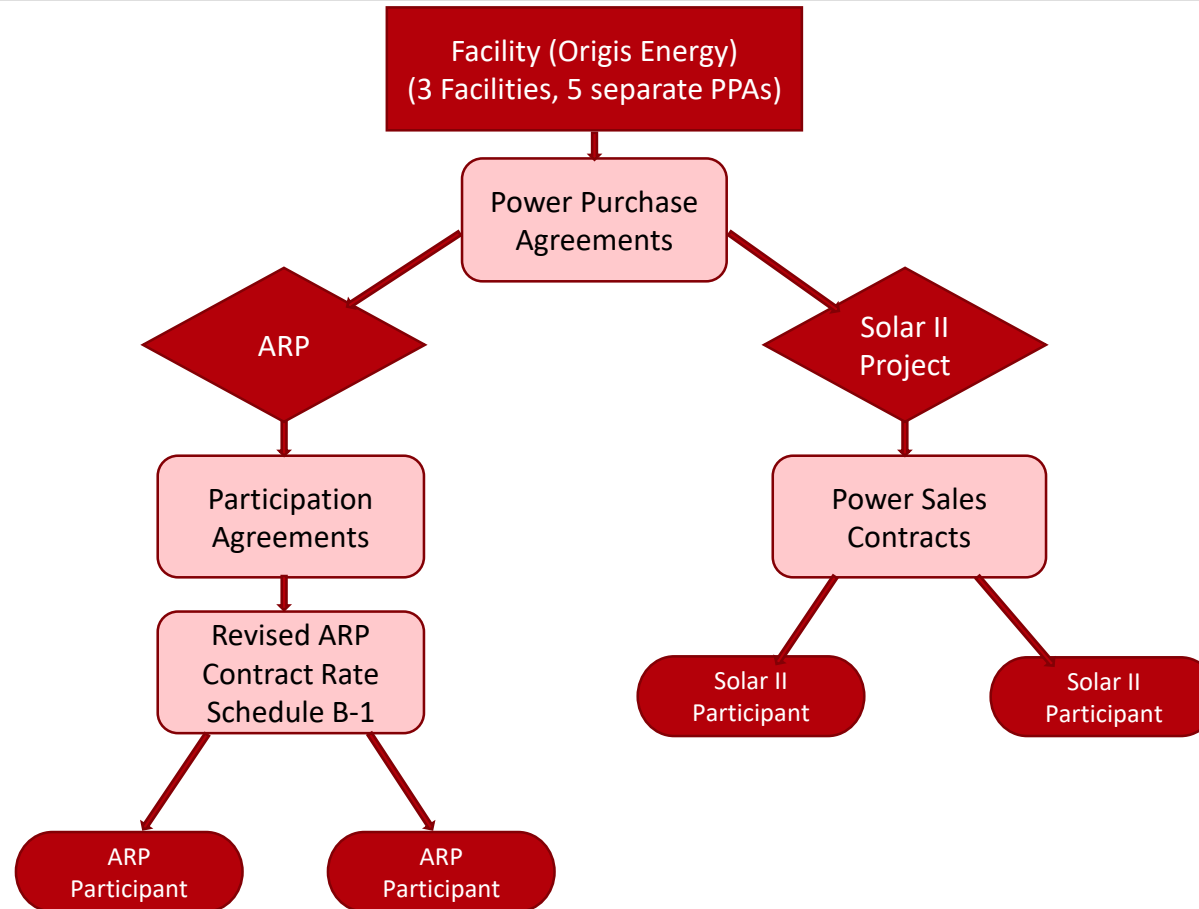 Facility (Origis Energy)
(3 Facilities, 5 separate PPAs)
Power Purchase
Agreements
ARP
Solar II
Project
Participation
Agreements
Power Sales
Contracts
Revised ARP
Contract Rate
Schedule B-1
Solar II
Participant
Solar II
Participant
ARP
Participant
ARP
Participant